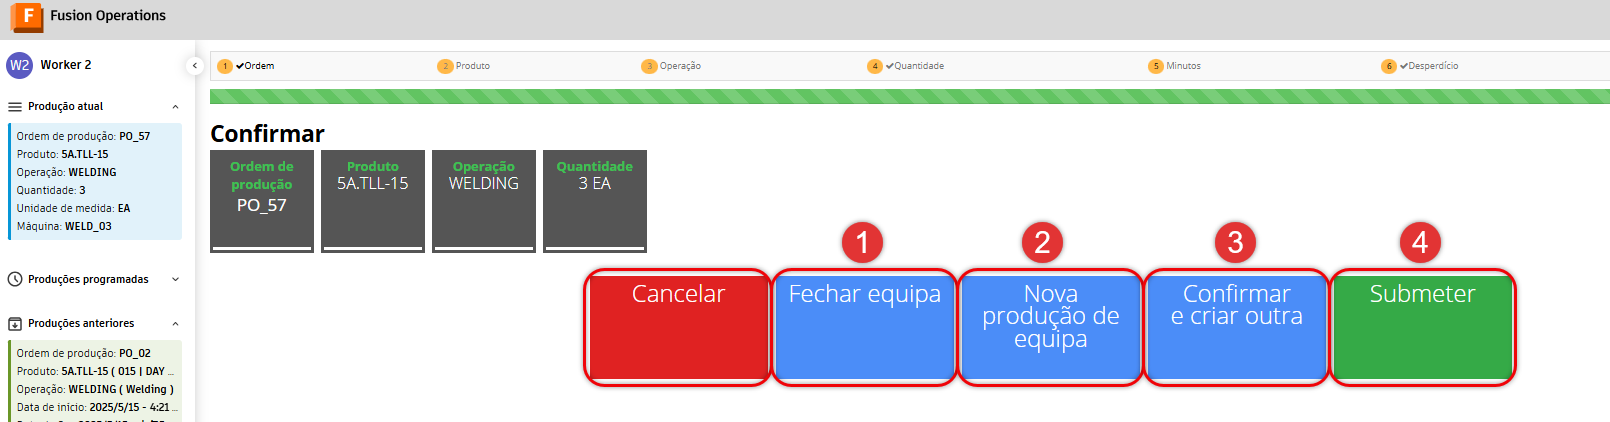 F Fusion Operations
W2 Worker 2
Produção atual
Ordem de produção: PO_57
Produto: 5A.TLL-15
Operação: WELDING
Quantidade: 3
Unidade de medida: EA
Máquina: WELD_03
Produções programadas
Produções anteriores
Ordem de produção: PO_02
Produto: 5A.TLL-15 ( 015 | DAY ...
Operação: WELDING ( Welding )
Data de início: 2025/5/15 - 4:21 ...
1 ✔Ordem
2 Produto
3 Operação
4 ✔Quantidade
5 Minutos
6 ✔Desperdício
Confirmar
Ordem de
produção
PO_57
Produto
5A.TLL-15
Operação
WELDING
Quantidade
3 EA
1
2
3
4
Cancelar
Fechar equipa
Nova
produção de
equipa
Confirmar
e criar outra
Submeter